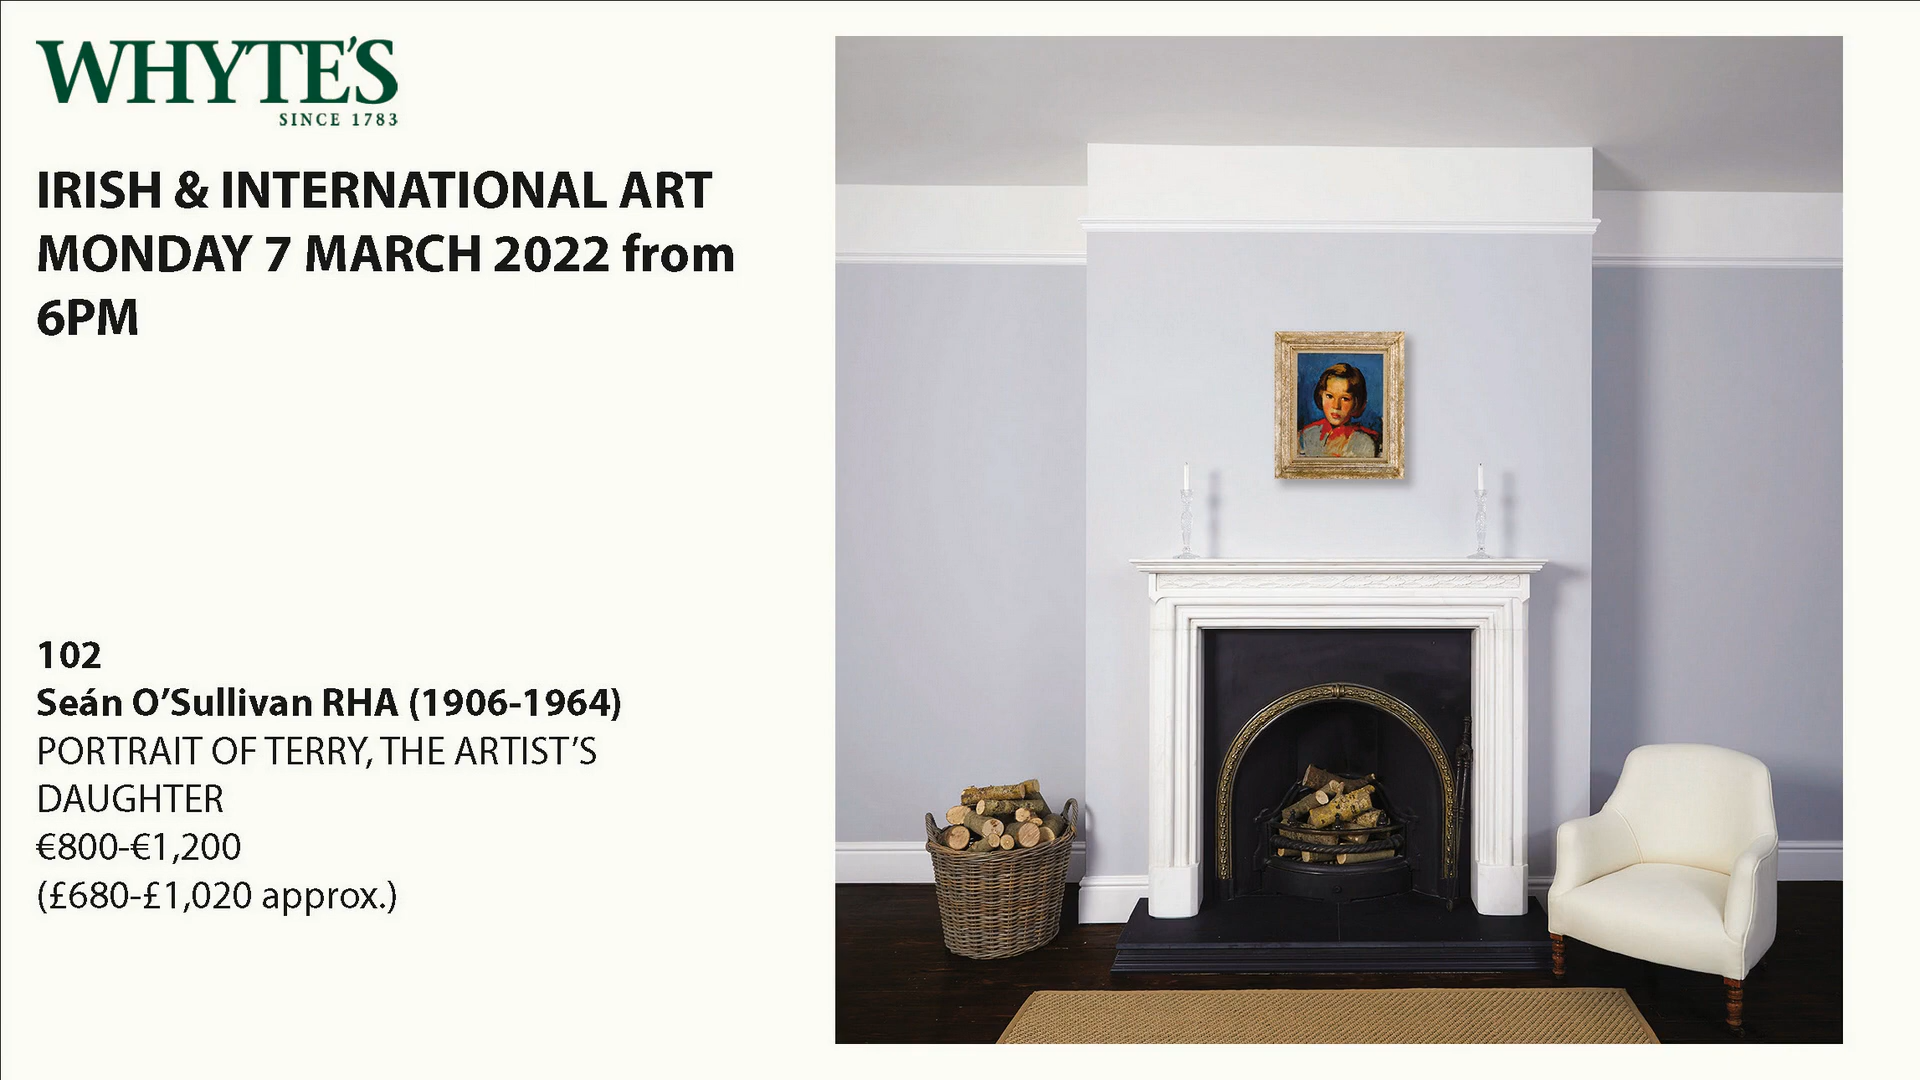 WHYTE'S
SINCE 1783
IRISH & INTERNATIONAL ART
MONDAY 7 MARCH 2022 from
6PM
102
Seán O’Sullivan RHA (1906-1964)
PORTRAIT OF TERRY, THE ARTIST’S
DAUGHTER
€800-€1,200
(£680-£1,020 approx.)